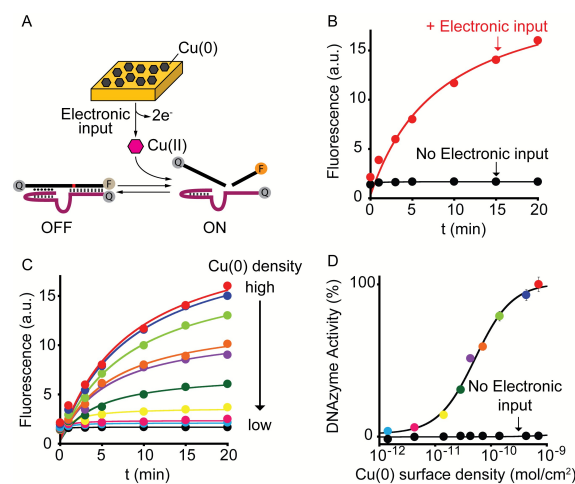 A
Cu(0)
Electronic
input
2e-
Cu(II)
Q
F
Q
F
Q
Q
OFF
ON
B
+ Electronic input
Fluorescence (a.u.)
15
10
5
0
No Electronic input
0 5 10 15 20
t (min)
C
Cu(0) density
high
low
Fluorescence (a.u.)
15
10
5
0
0 5 10 15 20
t (min)
D
DNAzyme Activity (%)
100
0
No Electronic
input
10-12 10-11 10-10 10-9
Cu(0) surface density (mol/cm2)